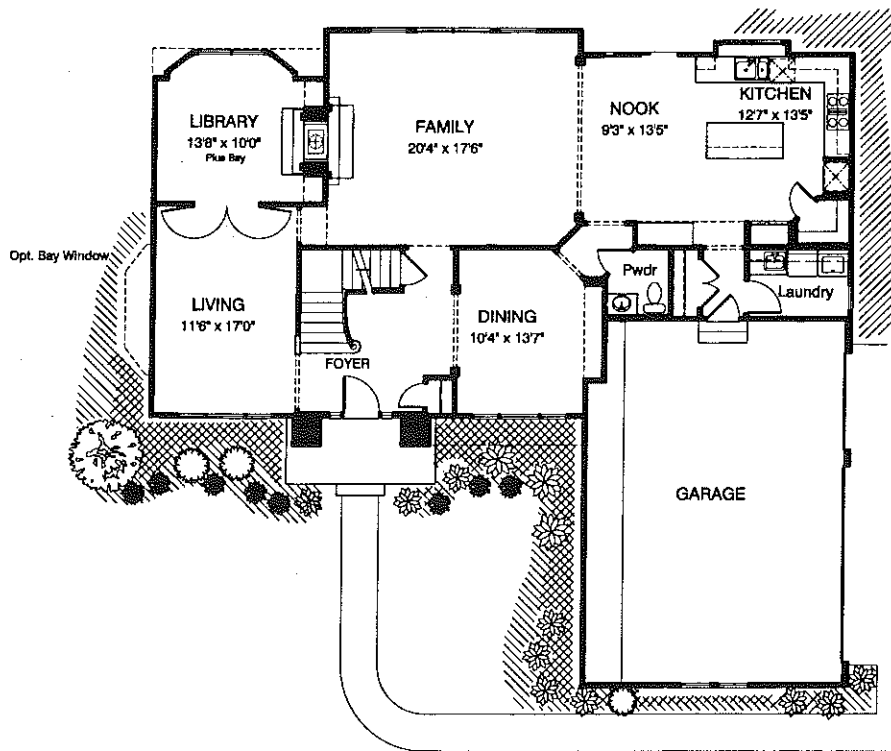 LIBRARY
13'8" x 10'0"
Plus Bay
FAMILY
20'4" x 17'6"
NOOK
9'3" x 13'5"
KITCHEN
12'7" x 13'5"
Opt. Bay Window
LIVING
11'6" x 17'0"
FOYER
DINING
10'4" x 13'7"
Pwdr
Laundry
GARAGE